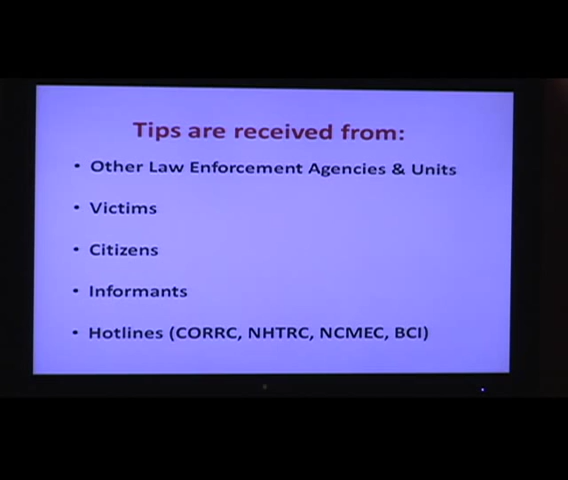 Tips are received from:
• Other Law Enforcement Agencies & Units
• Victims
• Citizens
• Informants
• Hotlines (CORRC, NHTRC, NCMEC, BCI)